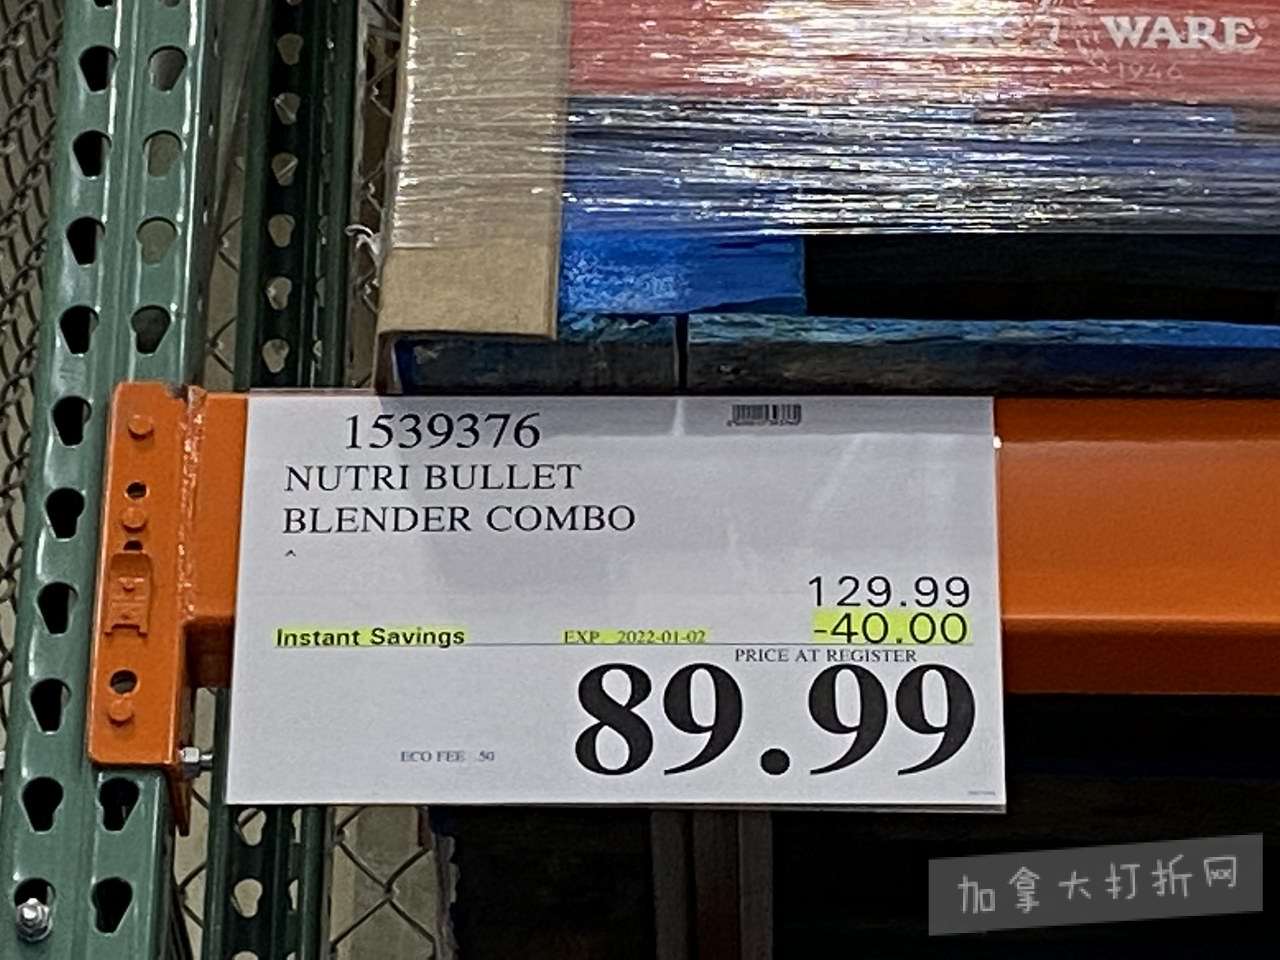 WARE
1946
1539376
NUTRI BULLET
BLENDER COMBO
^
129.99
Instant Savings EXP. 2022-01-02 -40.00
PRICE AT REGISTER
89.99
ECO FEE .50
加拿大打折网